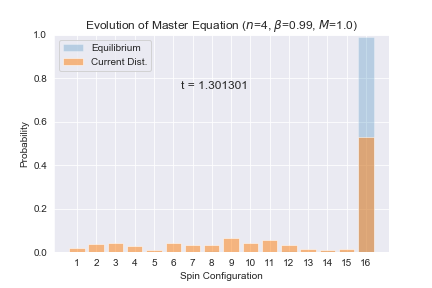 Evolution of Master Equation (n=4, β=0.99, M=1.0)
Equilibrium
Current Dist.
t = 1.301301
Probability
1.0
0.8
0.6
0.4
0.2
0.0
1 2 3 4 5 6 7 8 9 10 11 12 13 14 15 16
Spin Configuration